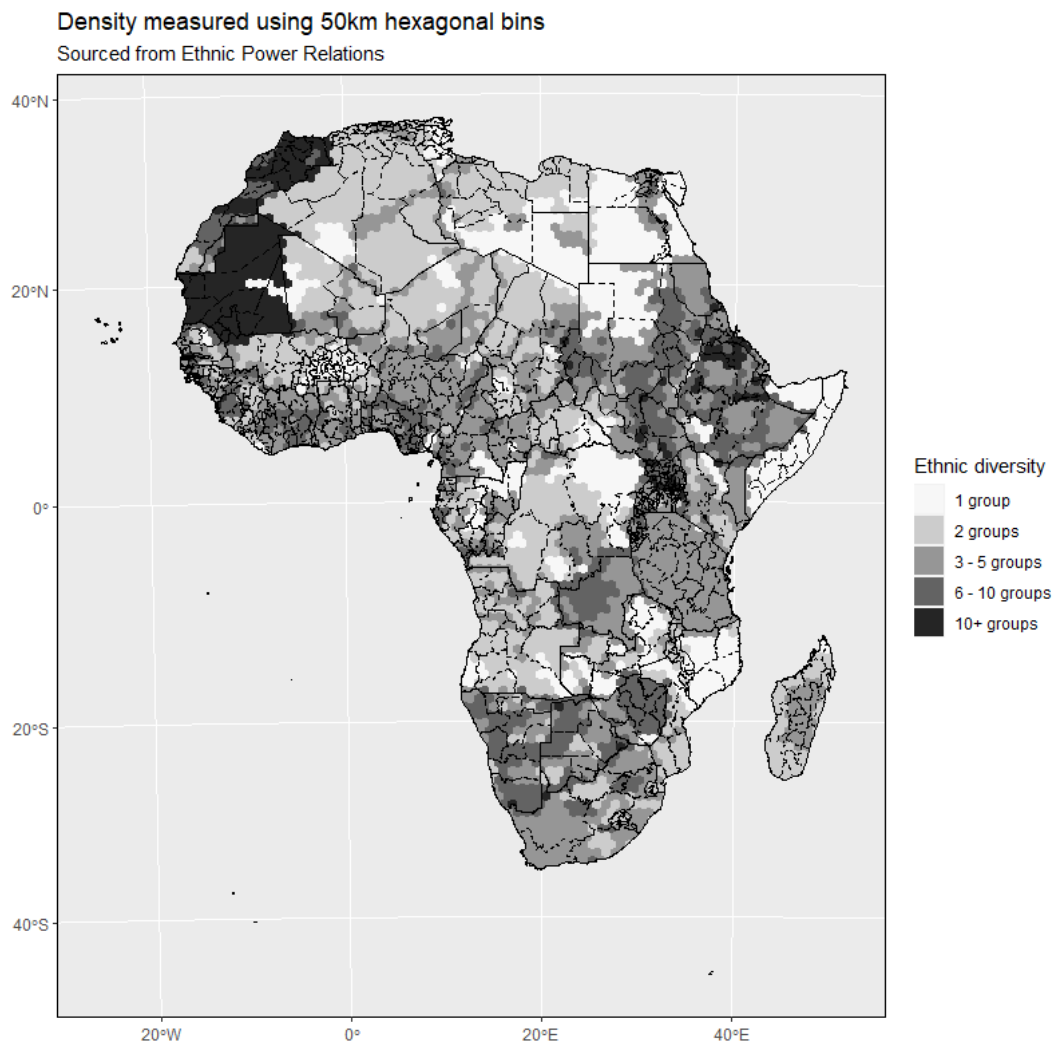 Density measured using 50km hexagonal bins
Sourced from Ethnic Power Relations
40°N
20°N
0°
20°S
40°S
20°W
0°
20°E
40°E
Ethnic diversity
1 group
2 groups
3 - 5 groups
6 - 10 groups
10+ groups